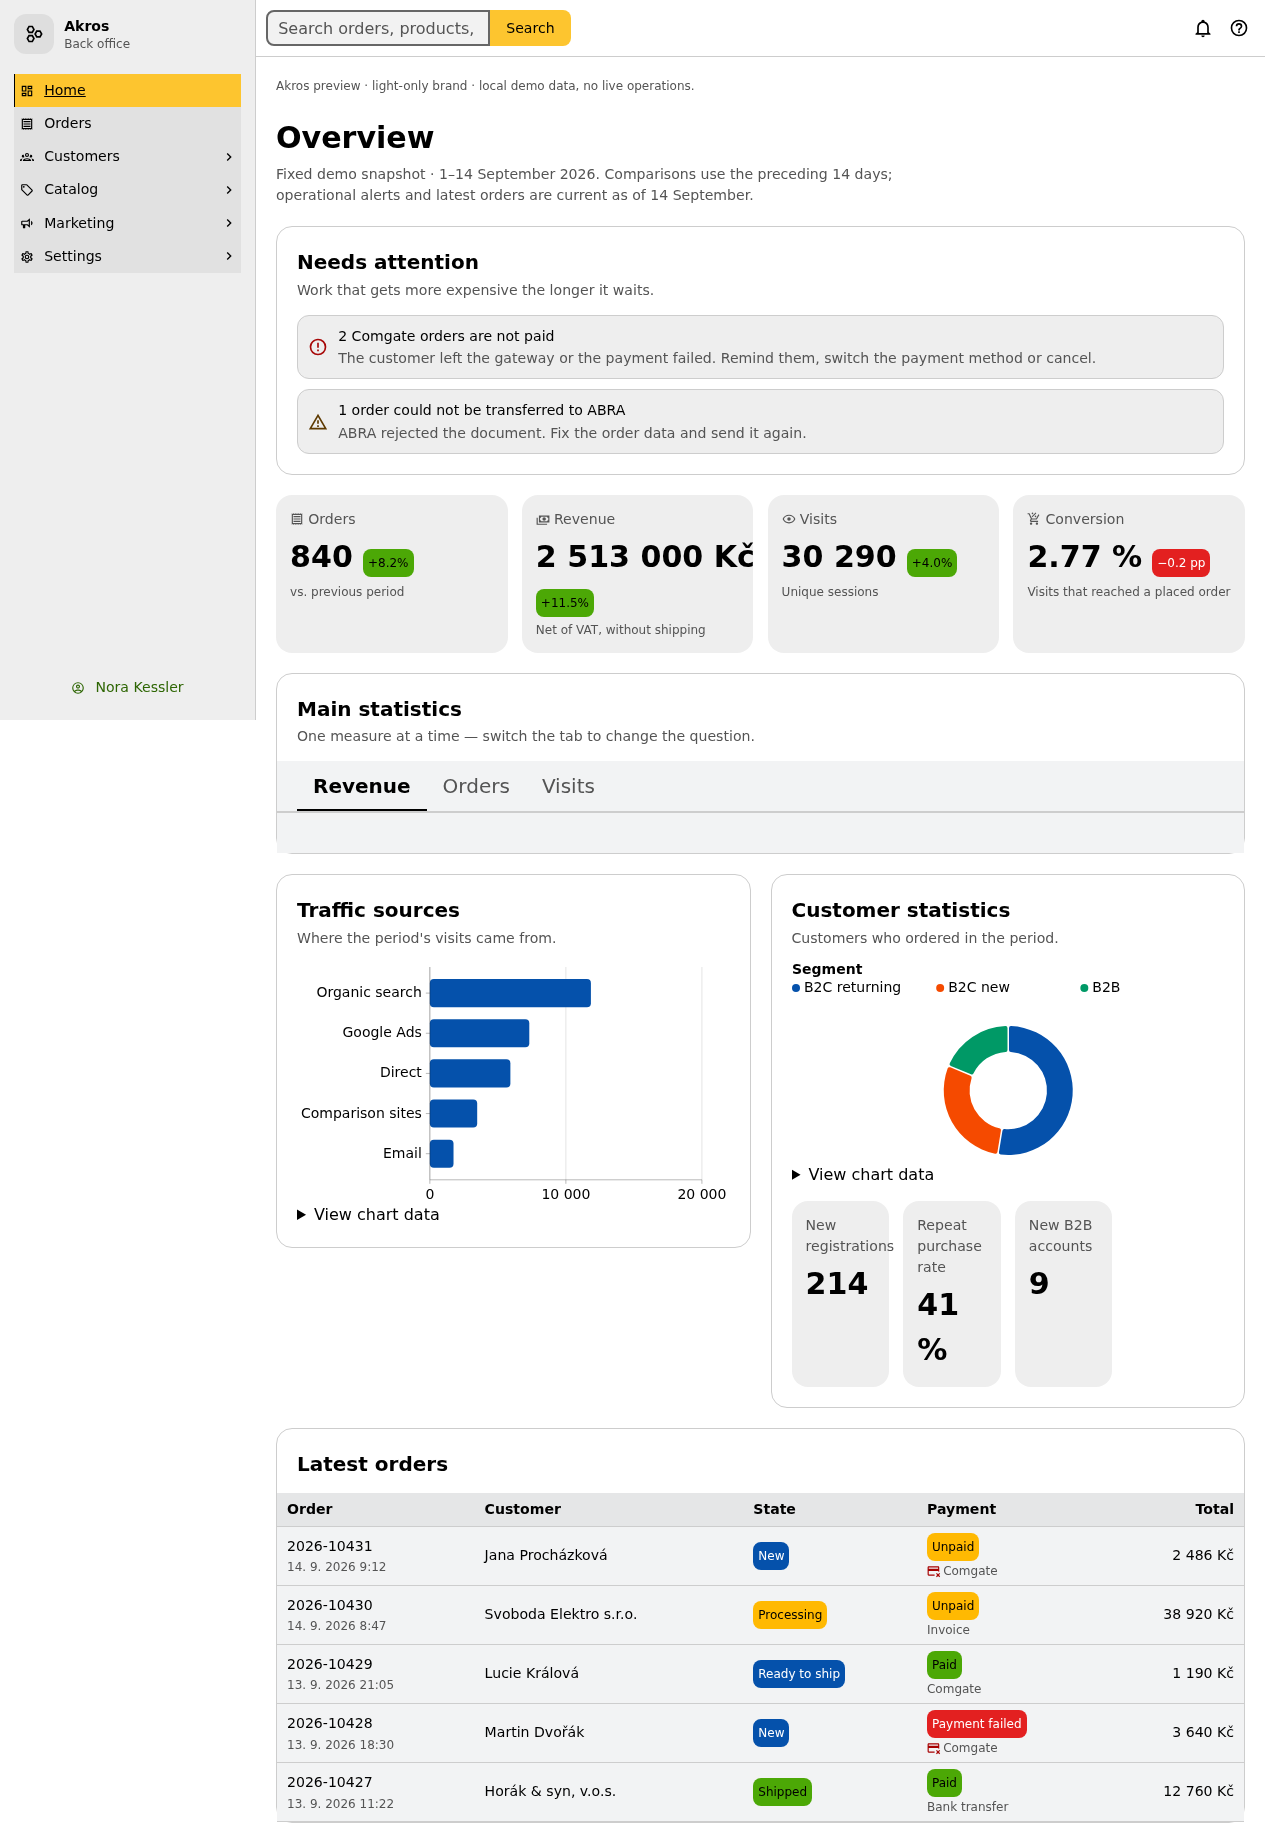 Akros
Back office
Search orders, products,
Search
Home
Orders
Customers
Catalog
Marketing
Settings
Nora Kessler
Akros preview · light-only brand · local demo data, no live operations.
Overview
Fixed demo snapshot · 1–14 September 2026. Comparisons use the preceding 14 days;
operational alerts and latest orders are current as of 14 September.
Needs attention
Work that gets more expensive the longer it waits.
2 Comgate orders are not paid
The customer left the gateway or the payment failed. Remind them, switch the payment method or cancel.
1 order could not be transferred to ABRA
ABRA rejected the document. Fix the order data and send it again.
Orders
840 +8.2%
vs. previous period
Revenue
2 513 000 Kč
+11.5%
Net of VAT, without shipping
Visits
30 290 +4.0%
Unique sessions
Conversion
2.77 % −0.2 pp
Visits that reached a placed order
Main statistics
One measure at a time — switch the tab to change the question.
Revenue Orders Visits
Traffic sources
Where the period's visits came from.
Organic search
Google Ads
Direct
Comparison sites
Email
0 10 000 20 000
View chart data
Customer statistics
Customers who ordered in the period.
Segment
B2C returning B2C new B2B
View chart data
New
registrations
214
Repeat
purchase
rate
41
%
New B2B
accounts
9
Latest orders
Order Customer State Payment Total
2026-10431
14. 9. 2026 9:12
Jana Procházková
New
Unpaid
Comgate
2 486 Kč
2026-10430
14. 9. 2026 8:47
Svoboda Elektro s.r.o.
Processing
Unpaid
Invoice
38 920 Kč
2026-10429
13. 9. 2026 21:05
Lucie Králová
Ready to ship
Paid
Comgate
1 190 Kč
2026-10428
13. 9. 2026 18:30
Martin Dvořák
New
Payment failed
Comgate
3 640 Kč
2026-10427
13. 9. 2026 11:22
Horák & syn, v.o.s.
Shipped
Paid
Bank transfer
12 760 Kč